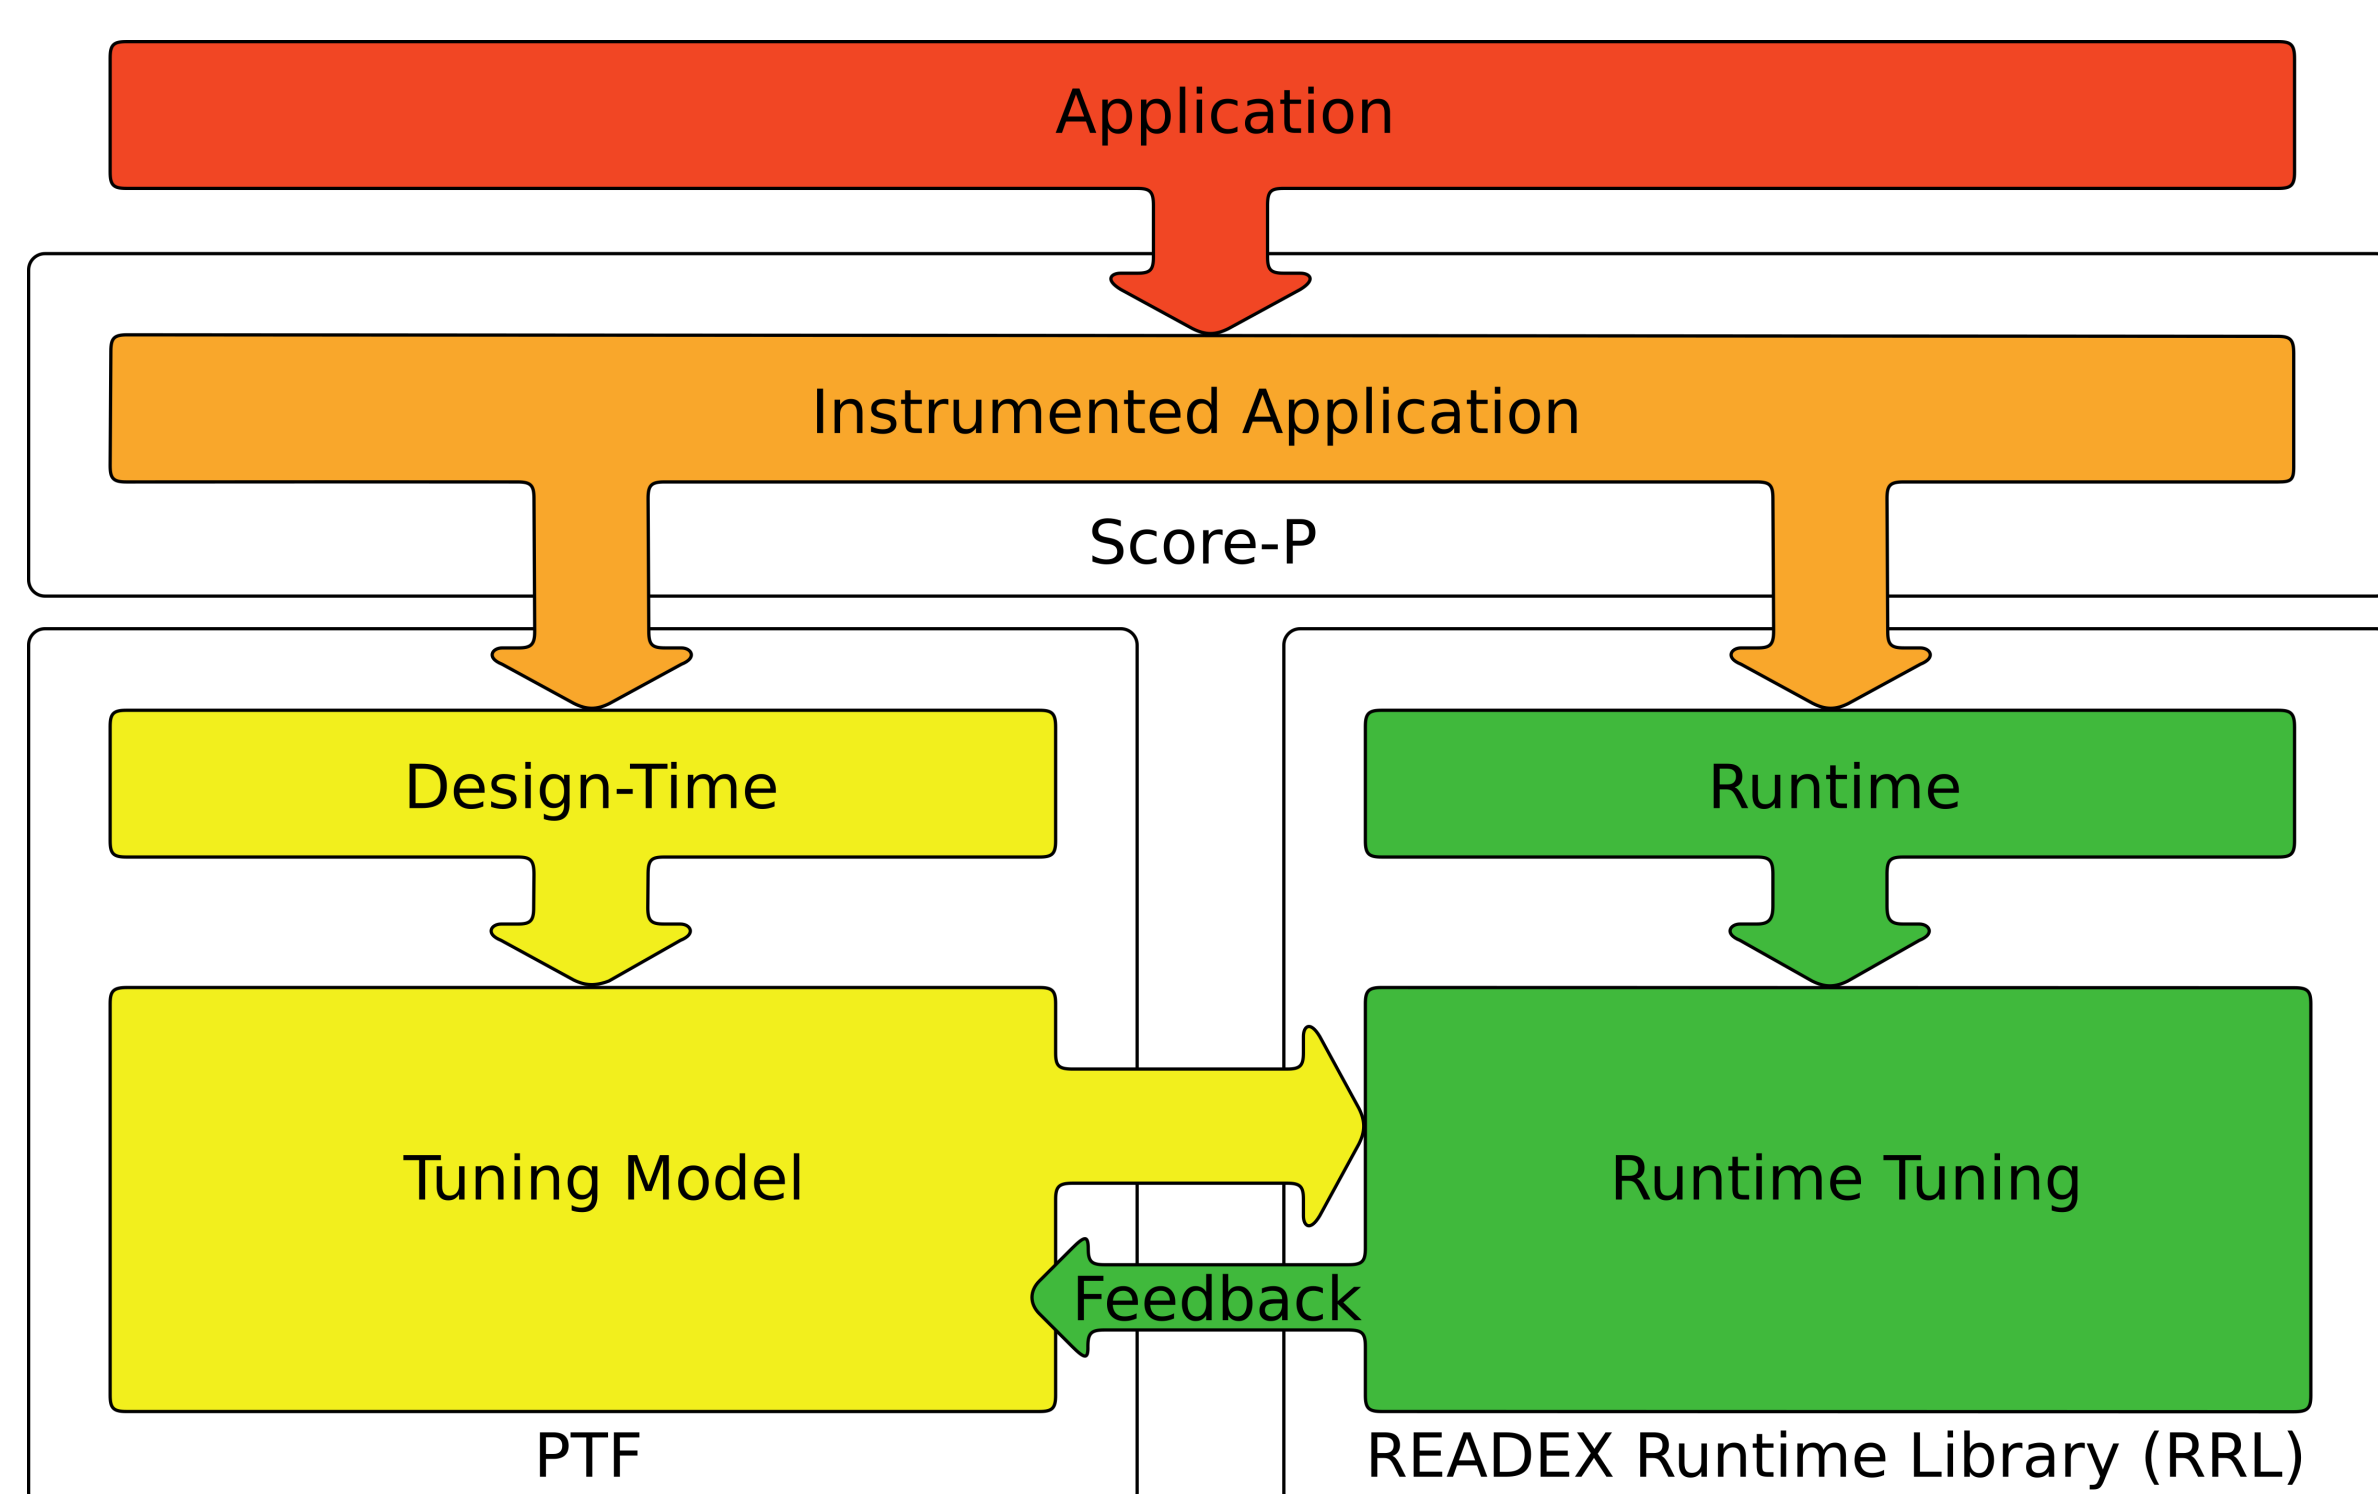 Application
Instrumented Application
Score-P
Design-Time
Runtime
Tuning Model
Runtime Tuning
Feedback
PTF
READEX Runtime Library (RRL)